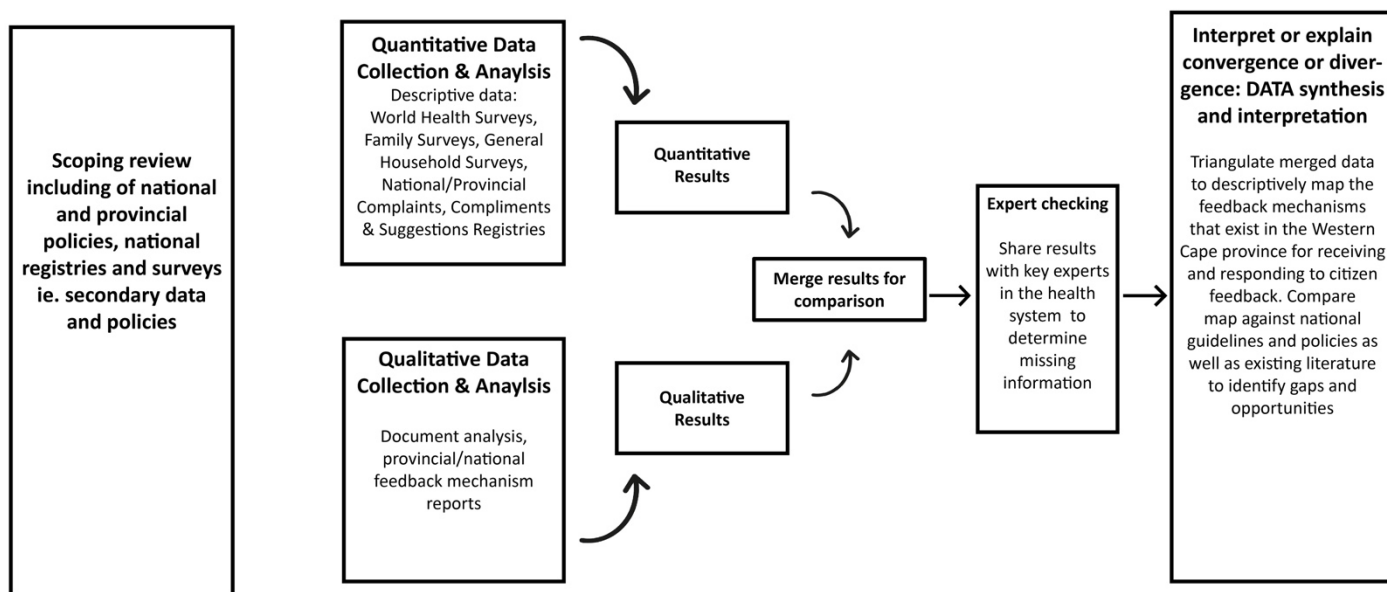 Scoping review
including of national
and provincial
policies, national
registries and surveys
ie. secondary data
and policies
Quantitative Data
Collection & Anaylsis
Descriptive data:
World Health Surveys,
Family Surveys, General
Household Surveys,
National/Provincial
Complaints, Compliments
& Suggestions Registries
Qualitative Data
Collection & Anaylsis
Document analysis,
provincial/national
feedback mechanism
reports
Quantitative
Results
Qualitative
Results
Merge results for
comparison
Expert checking
Share results
with key experts
in the health
system to
determine
missing
information
Interpret or explain
convergence or diver-
gence: DATA synthesis
and interpretation
Triangulate merged data
to descriptively map the
feedback mechanisms
that exist in the Western
Cape province for receiving
and responding to citizen
feedback. Compare
map against national
guidelines and policies as
well as existing literature
to identify gaps and
opportunities